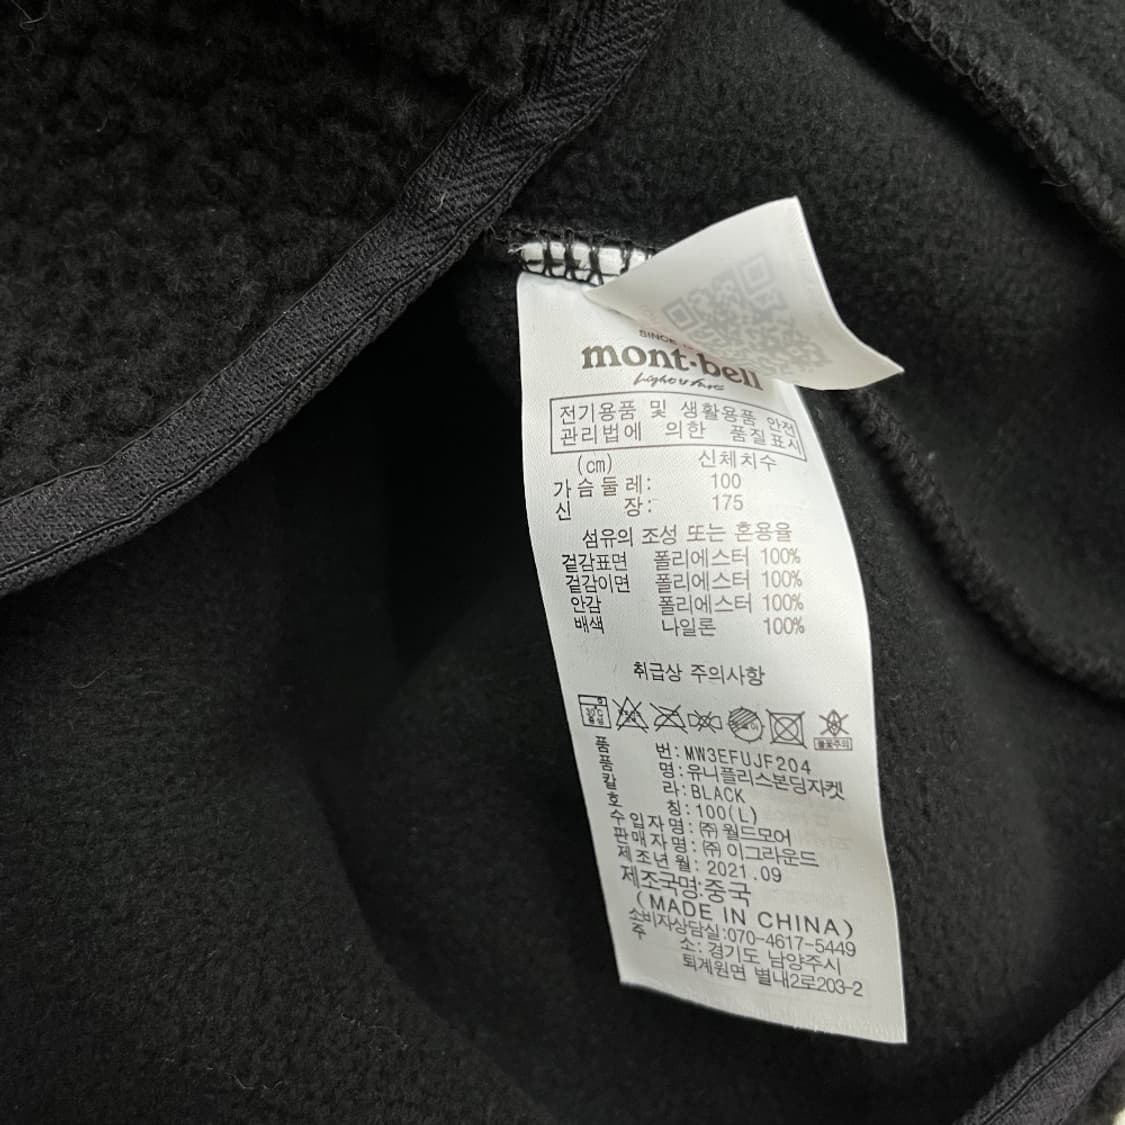 SINCE
mont·bell
Light & Fast
전기용품 및 생활용품 안전
관리법에 의한 품질표시
(cm) 신체치수
가슴둘레: 100
신 장: 175
섬유의 조성 또는 혼용율
겉감표면 폴리에스터 100%
겉감이면 폴리에스터 100%
안감 폴리에스터 100%
배색 나일론 100%
취급상 주의사항
불꽃주의
품 번: MW3EFUJF204
품 명: 유니플리스본딩자켓
칼 라: BLACK
호 칭: 100(L)
수입자명: ㈜월드모어
판매자명: ㈜이그라운드
제조년월: 2021.09
제조국명:중국
(MADE IN CHINA)
소비자상담실:070-4617-5449
주 소: 경기도 남양주시
퇴계원면 별내2로203-2